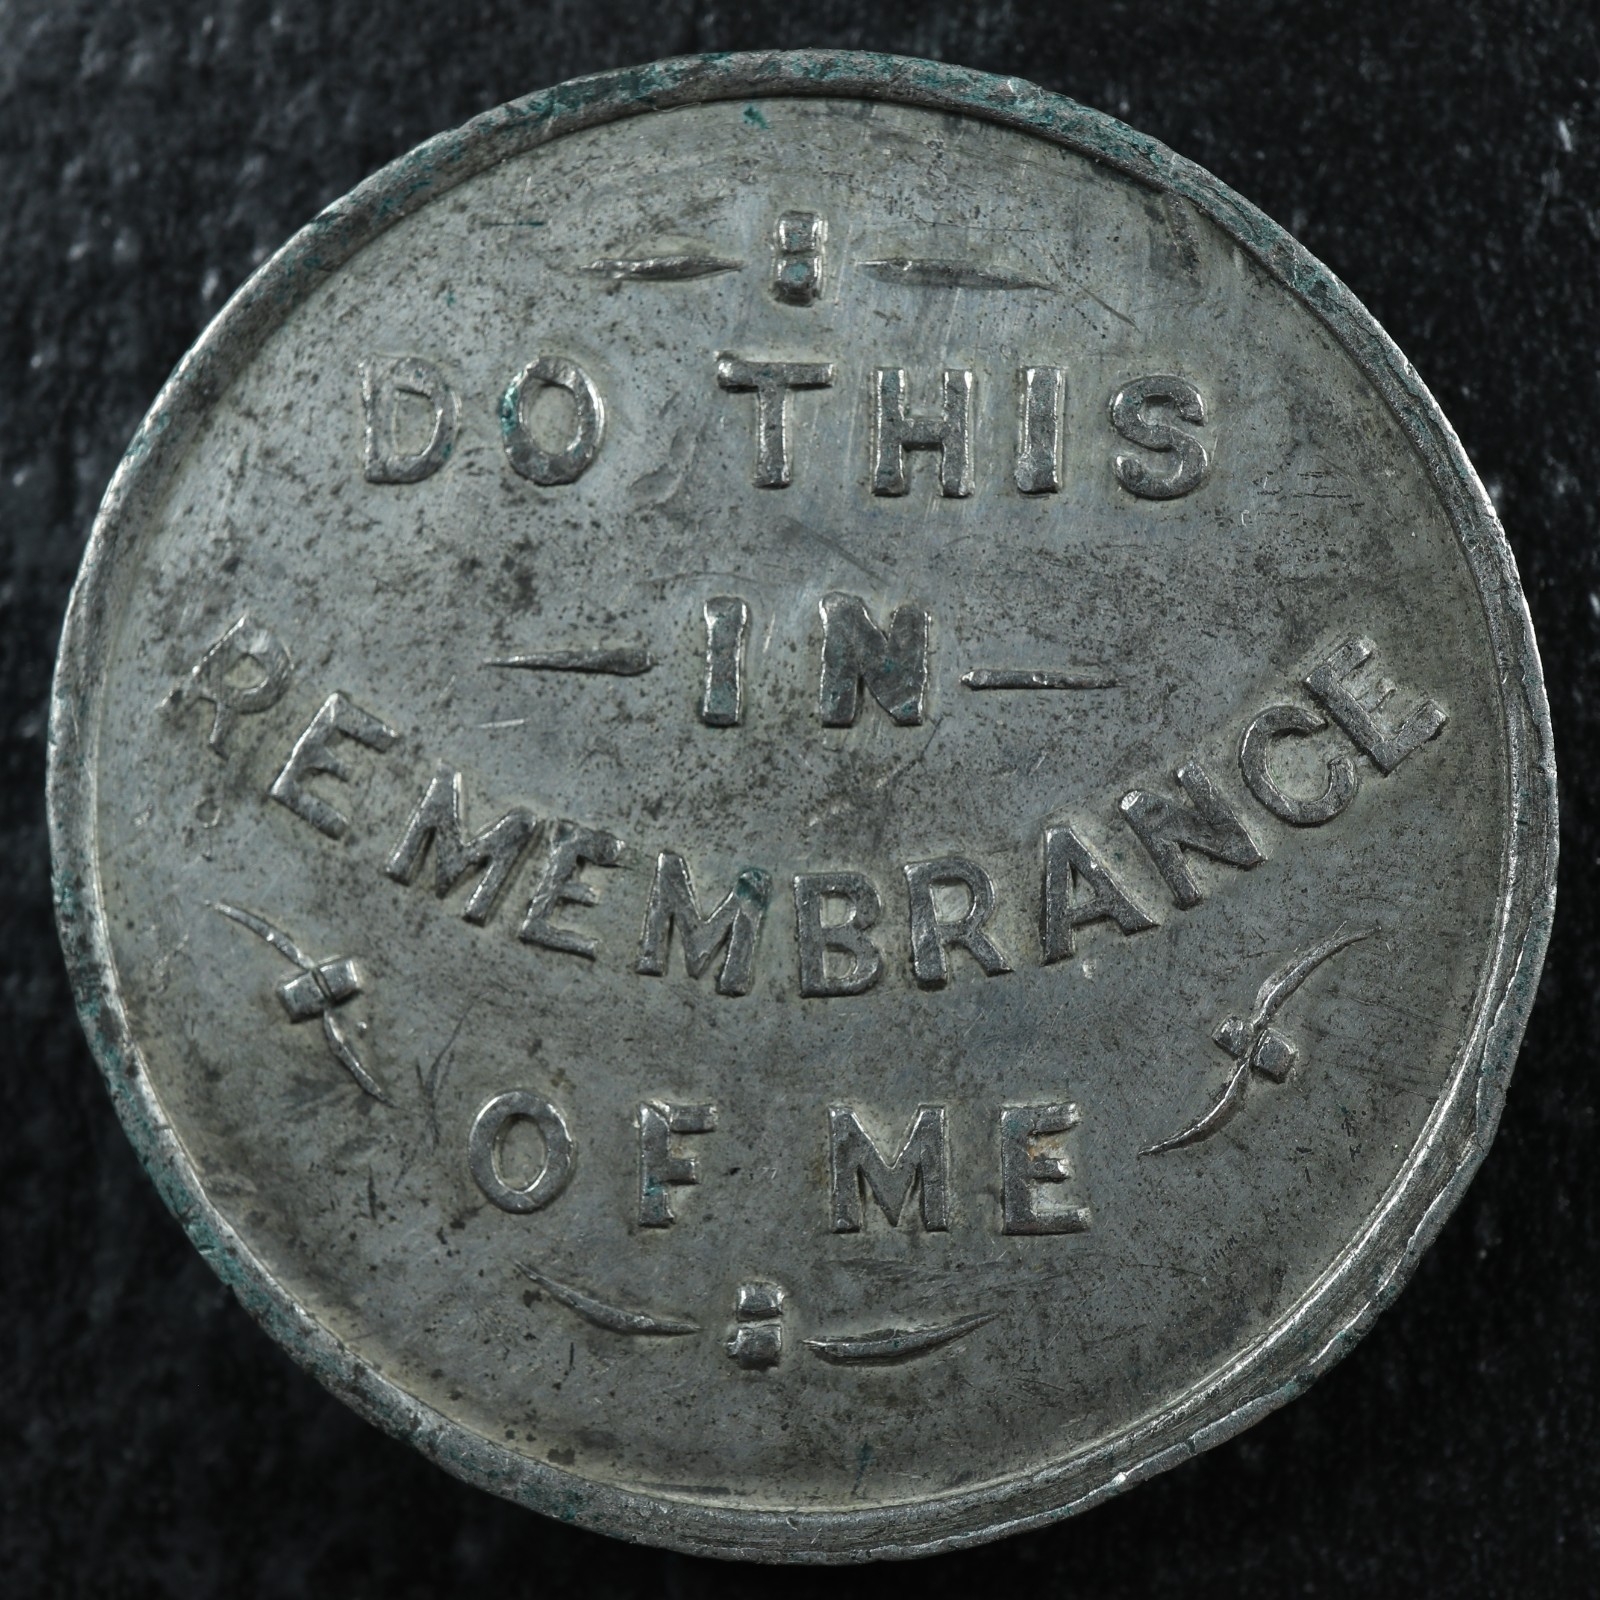 DO THIS
IN
REMEMBRANCE
OF ME